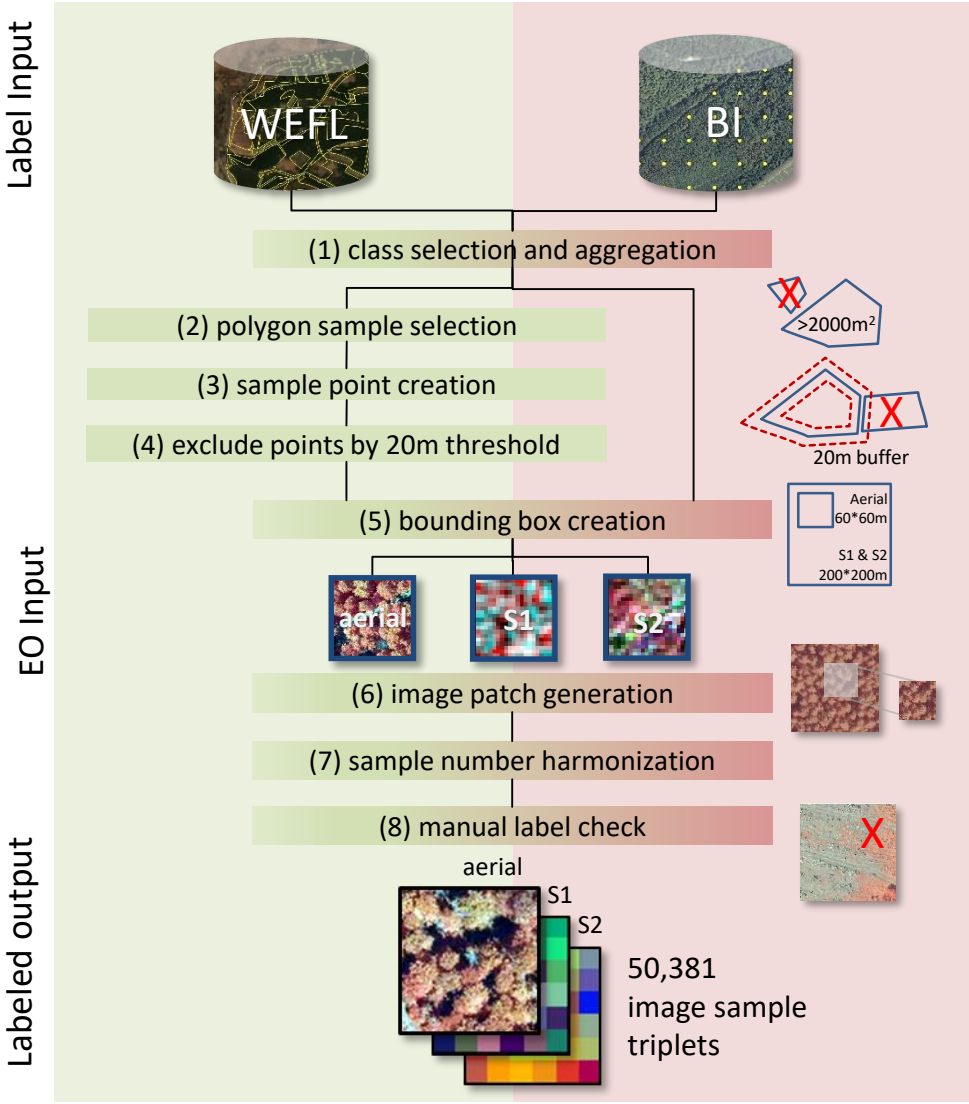 Label Input
WEFL
BI
(1) class selection and aggregation
X
>2000m²
(2) polygon sample selection
(3) sample point creation
(4) exclude points by 20m threshold
X
20m buffer
(5) bounding box creation
Aerial
60*60m
S1 & S2
200*200m
EO Input
aerial
S1
S2
(6) image patch generation
(7) sample number harmonization
(8) manual label check
X
Labeled output
aerial
S1
S2
50,381
image sample
triplets